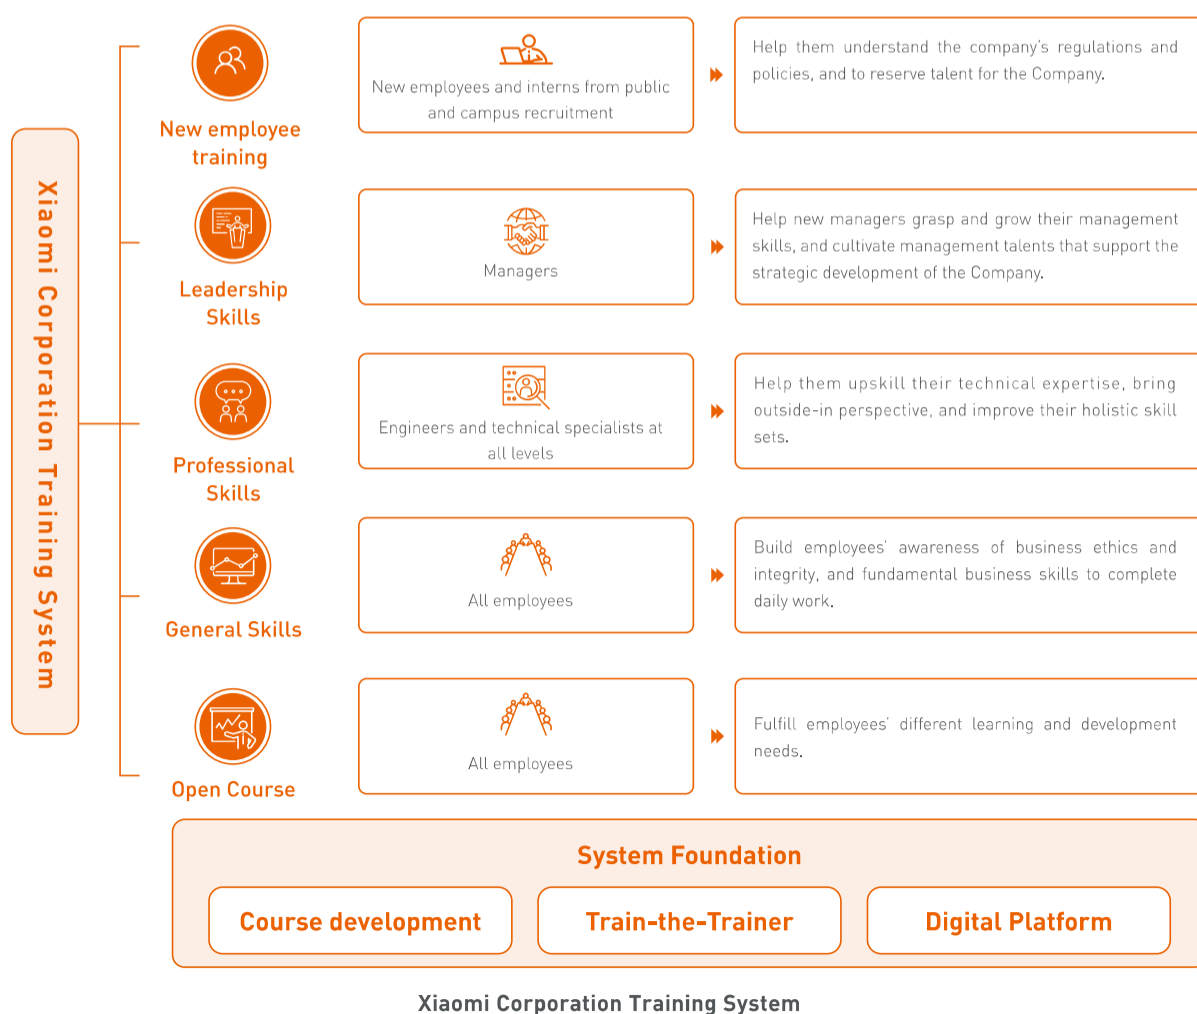 Xiaomi Corporation Training System
New employee
training
New employees and interns from public
and campus recruitment
Help them understand the company's regulations and
policies, and to reserve talent for the Company.
Leadership
Skills
Managers
Help new managers grasp and grow their management
skills, and cultivate management talents that support the
strategic development of the Company.
Professional
Skills
Engineers and technical specialists at
all levels
Help them upskill their technical expertise, bring
outside-in perspective, and improve their holistic skill
sets.
General Skills
All employees
Build employees' awareness of business ethics and
integrity, and fundamental business skills to complete
daily work.
Open Course
All employees
Fulfill employees' different learning and development
needs.
System Foundation
Course development
Train-the-Trainer
Digital Platform
Xiaomi Corporation Training System